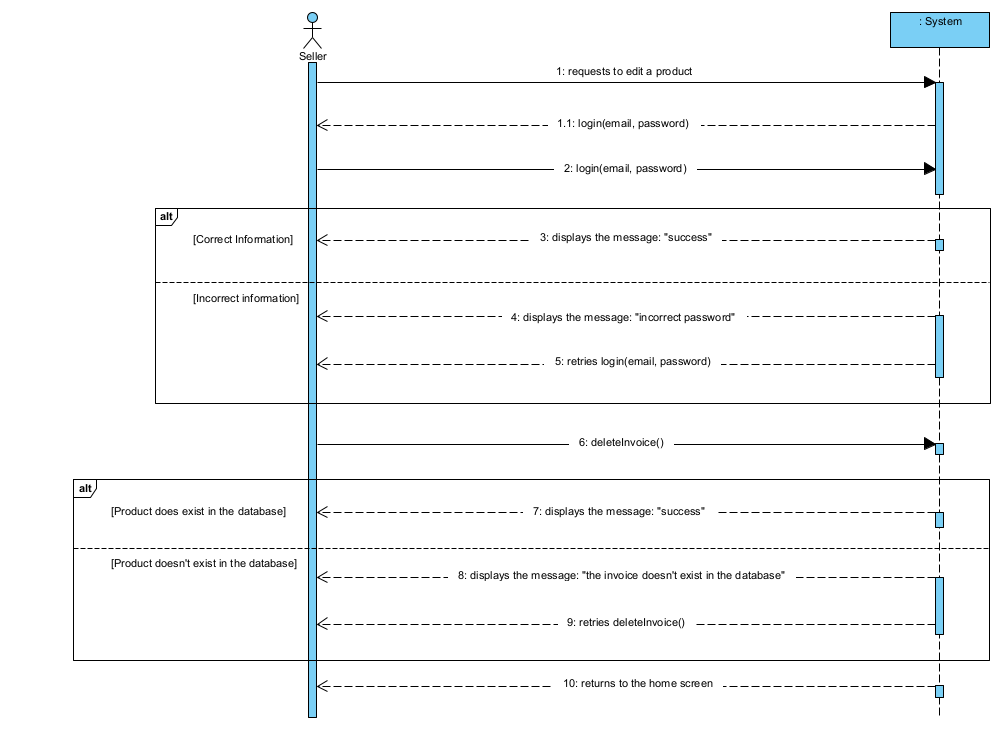 Seller
: System
1: requests to edit a product
1.1: login(email, password)
2: login(email, password)
alt
[Correct Information]
3: displays the message: "success"
[Incorrect information]
4: displays the message: "incorrect password"
5: retries login(email, password)
6: deleteInvoice()
alt
[Product does exist in the database]
7: displays the message: "success"
[Product doesn't exist in the database]
8: displays the message: "the invoice doesn't exist in the database"
9: retries deleteInvoice()
10: returns to the home screen